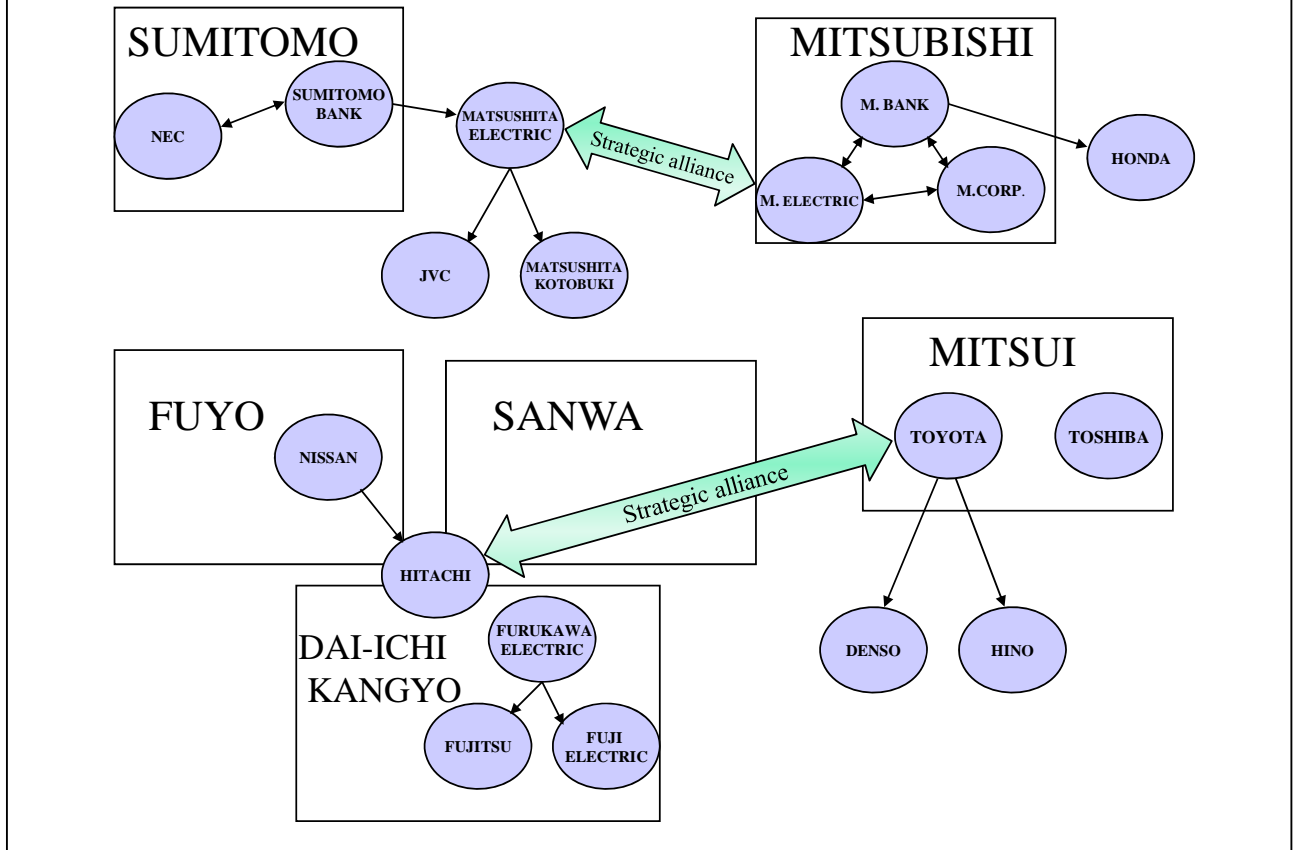 SUMITOMO
SUMITOMO
BANK
NEC
MATSUSHITA
ELECTRIC
Strategic alliance
MITSUBISHI
M. BANK
M. ELECTRIC
M.CORP.
HONDA
JVC
MATSUSHITA
KOTOBUKI
FUYO
NISSAN
SANWA
MITSUI
TOYOTA
TOSHIBA
Strategic alliance
HITACHI
DAI-ICHI
KANGYO
FURUKAWA
ELECTRIC
FUJITSU
FUJI
ELECTRIC
DENSO
HINO